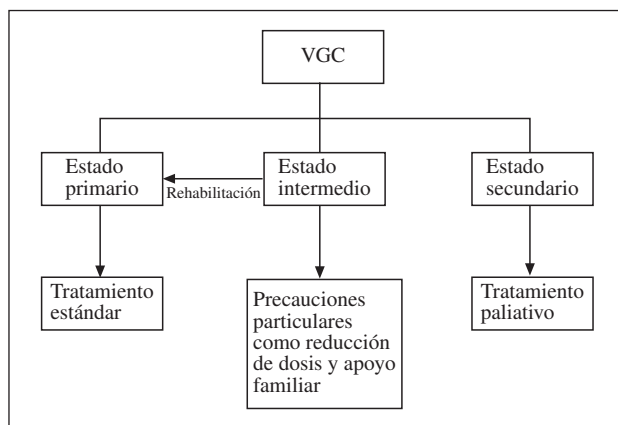 VGC
Estado
primario
Rehabilitación
Estado
intermedio
Estado
secundario
Tratamiento
estándar
Precauciones
particulares
como reducción
de dosis y apoyo
familiar
Tratamiento
paliativo